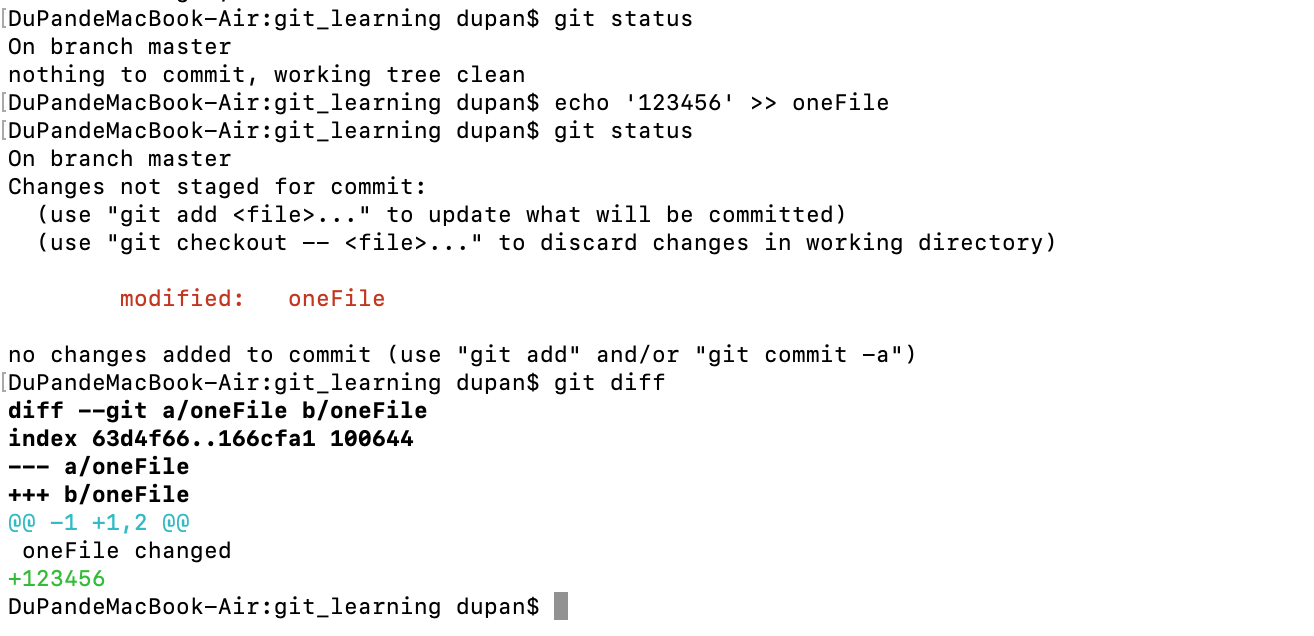 [DuPandeMacBook-Air:git_learning dupan$ git status
On branch master
nothing to commit, working tree clean
[DuPandeMacBook-Air:git_learning dupan$ echo '123456' >> oneFile
[DuPandeMacBook-Air:git_learning dupan$ git status
On branch master
Changes not staged for commit:
  (use "git add <file>..." to update what will be committed)
  (use "git checkout -- <file>..." to discard changes in working directory)
        modified:   oneFile
no changes added to commit (use "git add" and/or "git commit -a")
[DuPandeMacBook-Air:git_learning dupan$ git diff
diff --git a/oneFile b/oneFile
index 63d4f66..166cfa1 100644
--- a/oneFile
+++ b/oneFile
@@ -1 +1,2 @@
 oneFile changed
+123456
DuPandeMacBook-Air:git_learning dupan$